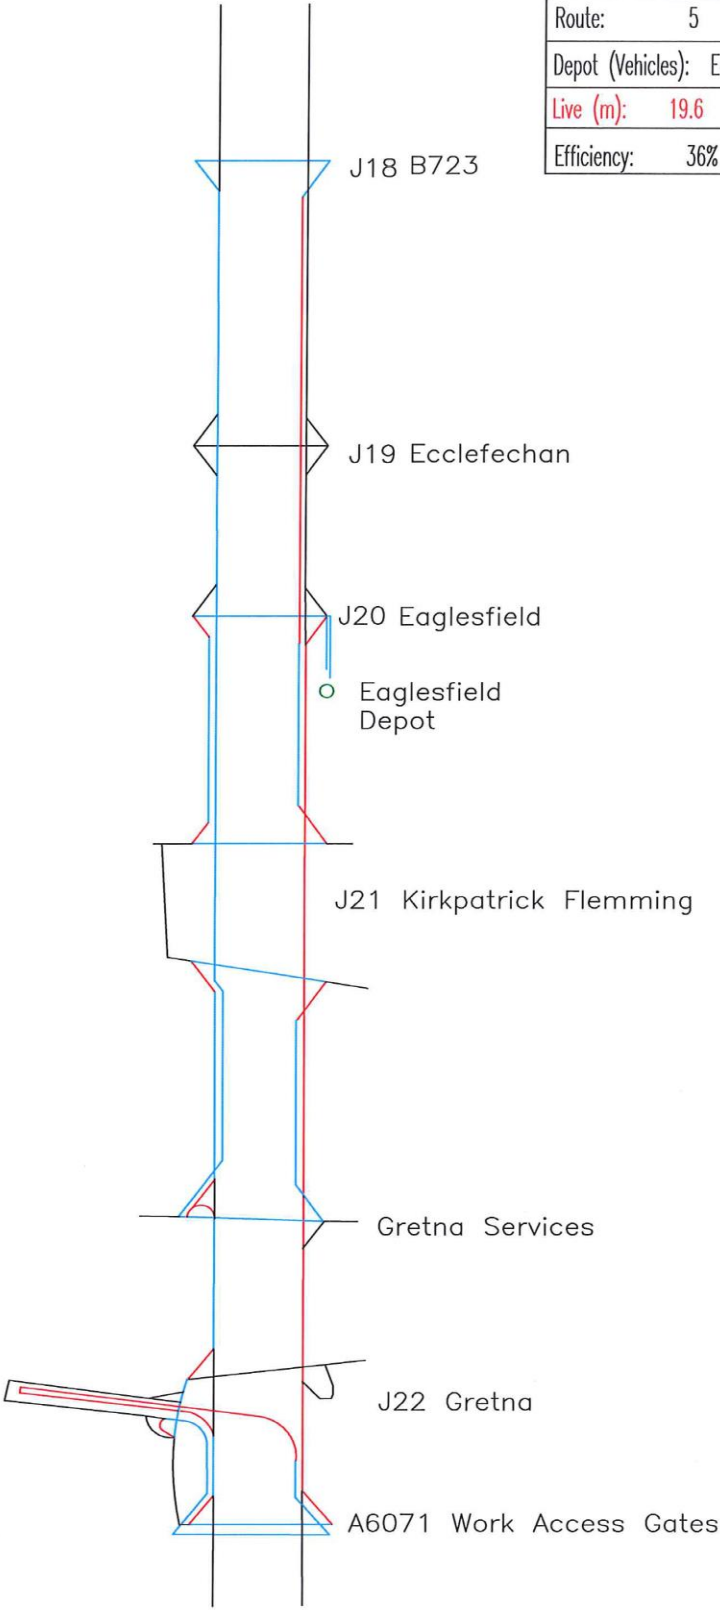 Route: 5
Depot (Vehicles): E
Live (m): 19.6
Efficiency: 36%
J18 B723
J19 Ecclefechan
J20 Eaglesfield
Eaglesfield
Depot
J21 Kirkpatrick Flemming
Gretna Services
J22 Gretna
A6071 Work Access Gates